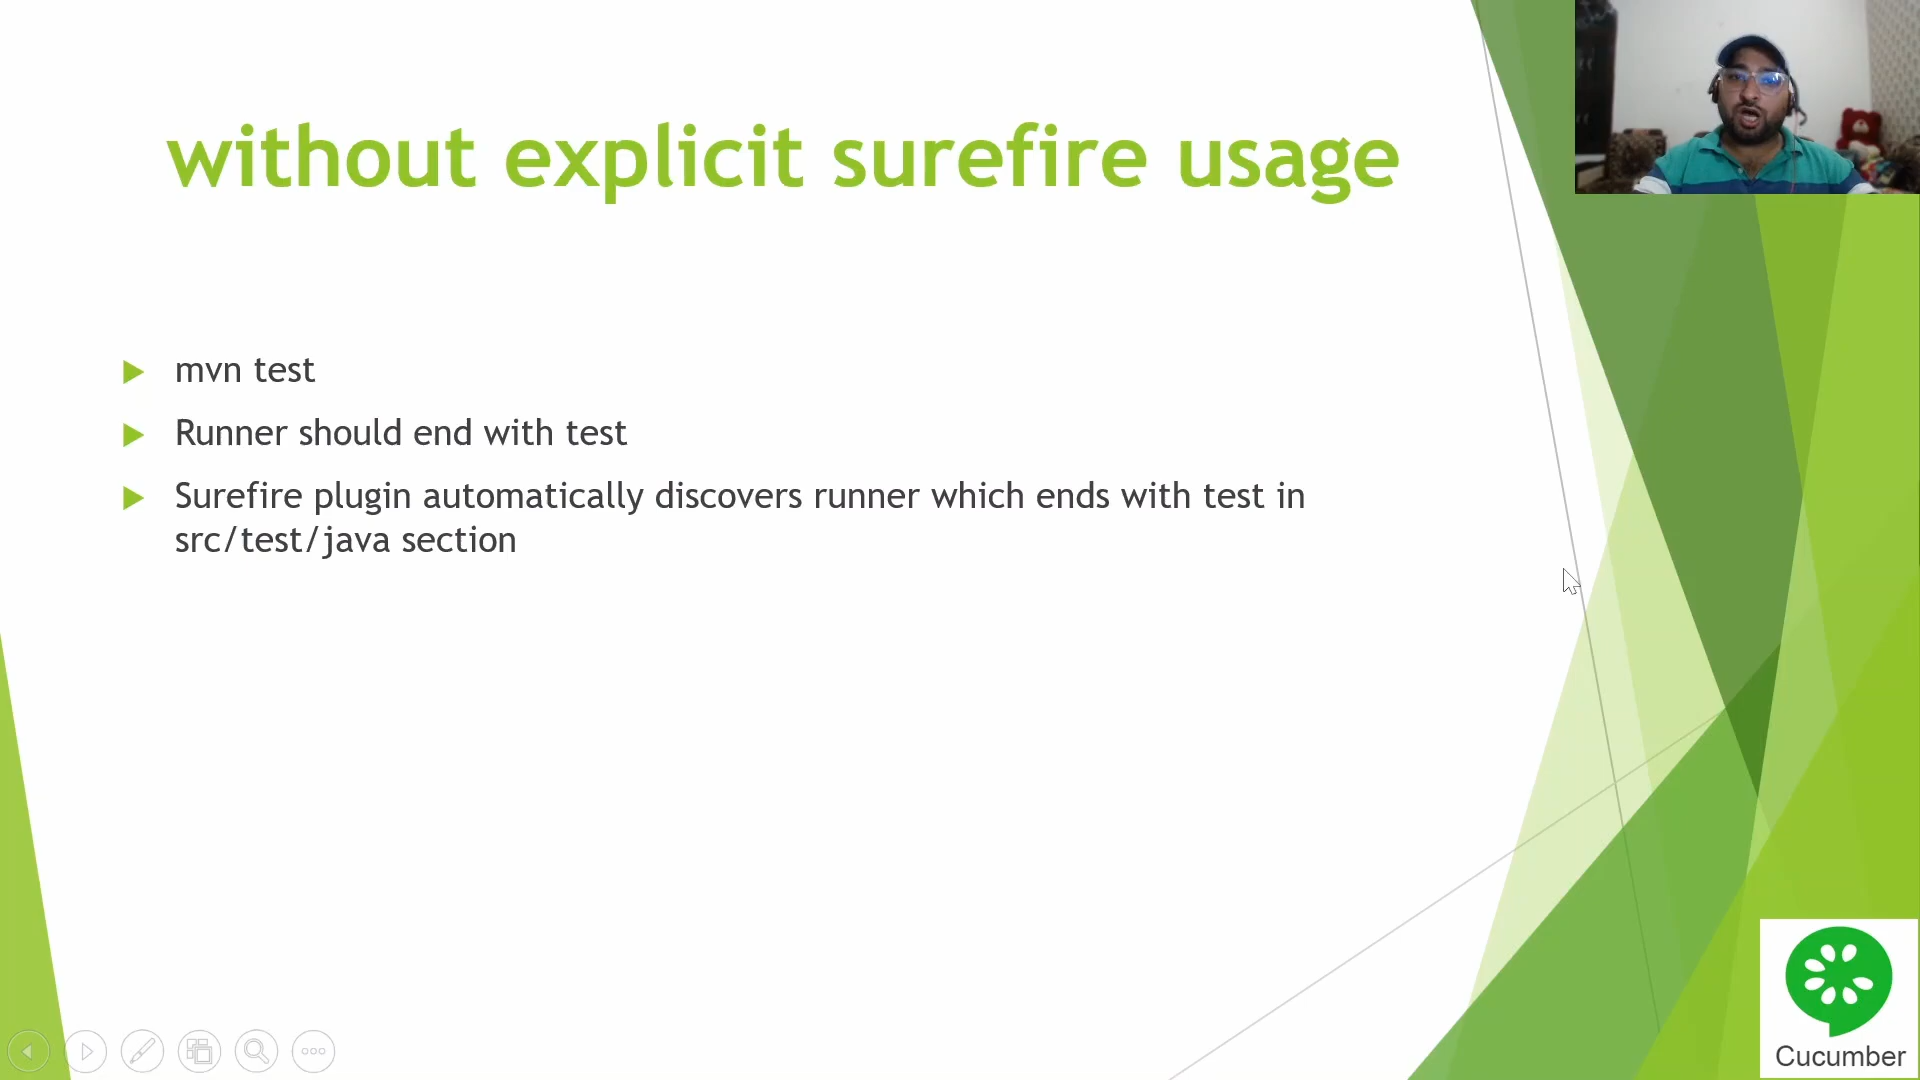 without explicit surefire usage
mvn test
Runner should end with test
Surefire plugin automatically discovers runner which ends with test in
src/test/java section
Cucumber